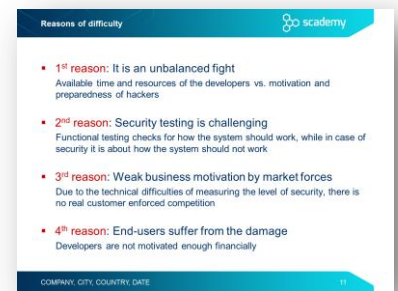 Reasons of difficulty
scademy
▪ 1st reason: It is an unbalanced fight
Available time and resources of the developers vs. motivation and
preparedness of hackers
▪ 2nd reason: Security testing is challenging
Functional testing checks for how the system should work, while in case of
security it is about how the system should not work
▪ 3rd reason: Weak business motivation by market forces
Due to the technical difficulties of measuring the level of security, there is
no real customer enforced competition
▪ 4th reason: End-users suffer from the damage
Developers are not motivated enough financially
COMPANY, CITY, COUNTRY, DATE
11